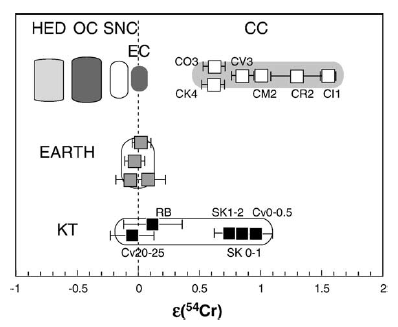 HED OC SNC CC
EC
CO3 CV3
CK4 CM2 CR2 CI1
EARTH
RB SK1-2 Cv0-0.5
KT
Cv20-25 SK 0-1
-1 -0.5 0 0.5 1 1.5 2
ε(⁵⁴Cr)